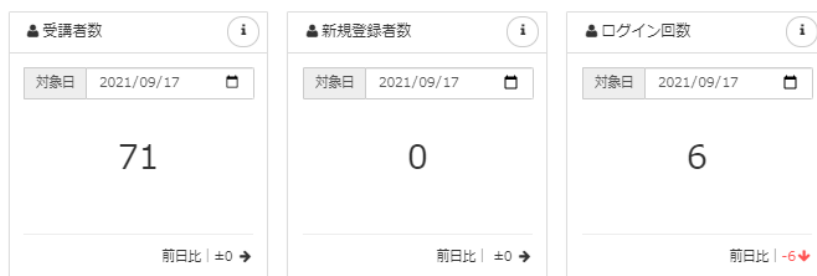 受講者数
i
対象日 2021/09/17
71
前日比 | ±0
新規登録者数
i
対象日 2021/09/17
0
前日比 | ±0
ログイン回数
i
対象日 2021/09/17
6
前日比 | -6